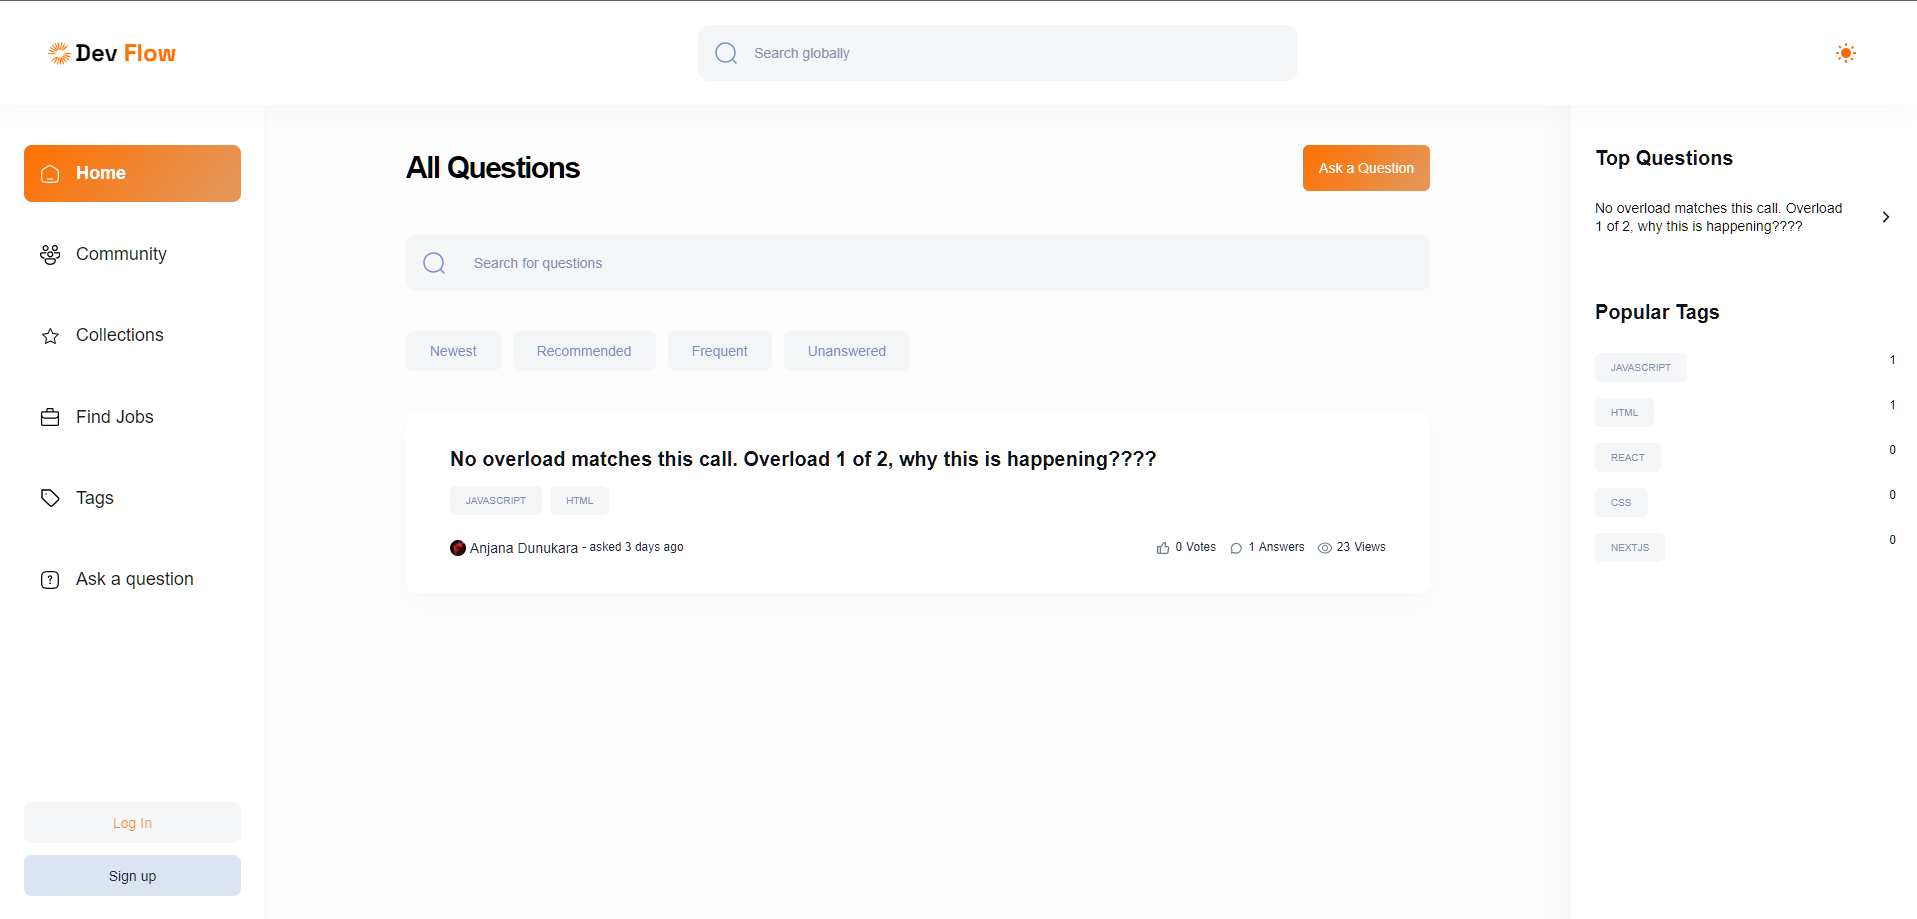 Dev Flow
Search globally
Home
Community
Collections
Find Jobs
Tags
Ask a question
Log In
Sign up
All Questions
Ask a Question
Search for questions
Newest
Recommended
Frequent
Unanswered
No overload matches this call. Overload 1 of 2, why this is happening????
JAVASCRIPT
HTML
Anjana Dunukara - asked 3 days ago
0 Votes
1 Answers
23 Views
Top Questions
No overload matches this call. Overload
1 of 2, why this is happening????
Popular Tags
JAVASCRIPT 1
HTML 1
REACT 0
CSS 0
NEXTJS 0